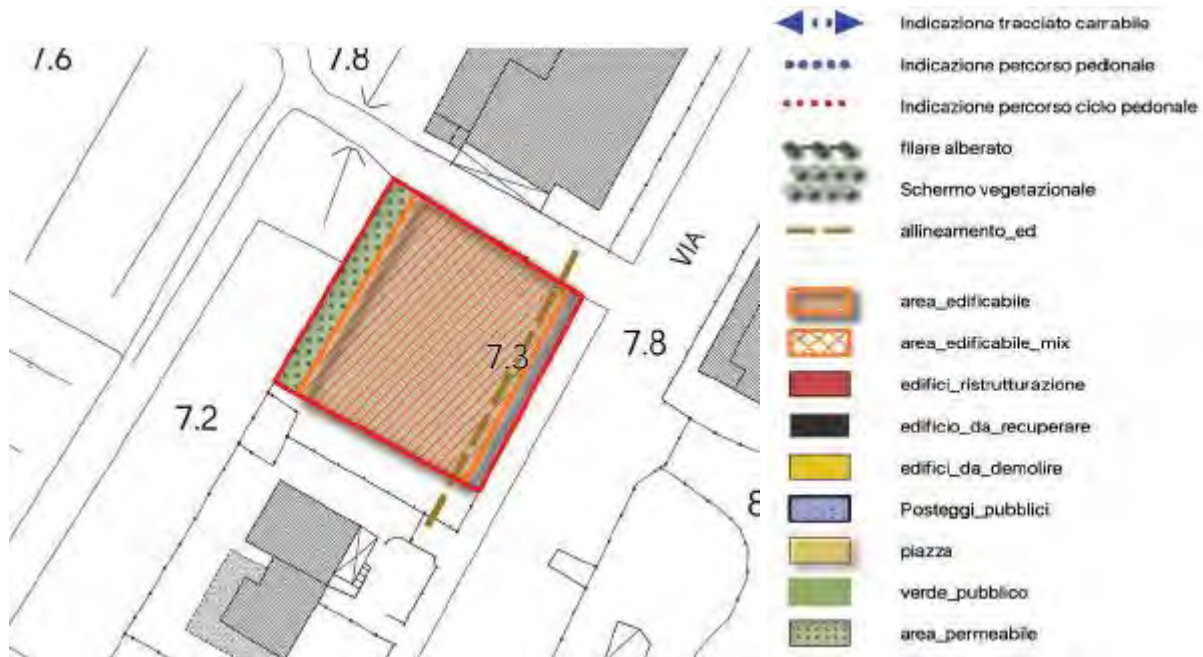 7.6
7.8
VIA
7.3
7.8
7.2
8
Indicazione tracciato carrabile
Indicazione percorso pedonale
Indicazione percorso ciclo pedonale
filare alberato
Schermo vegetazionale
allineamento_ed
area_edificabile
area_edificabile_mix
edifici_ristrutturazione
edificio_da_recuperare
edifici_da_demolire
Posteggi_pubblici
piazza
verde_pubblico
area_permeabile